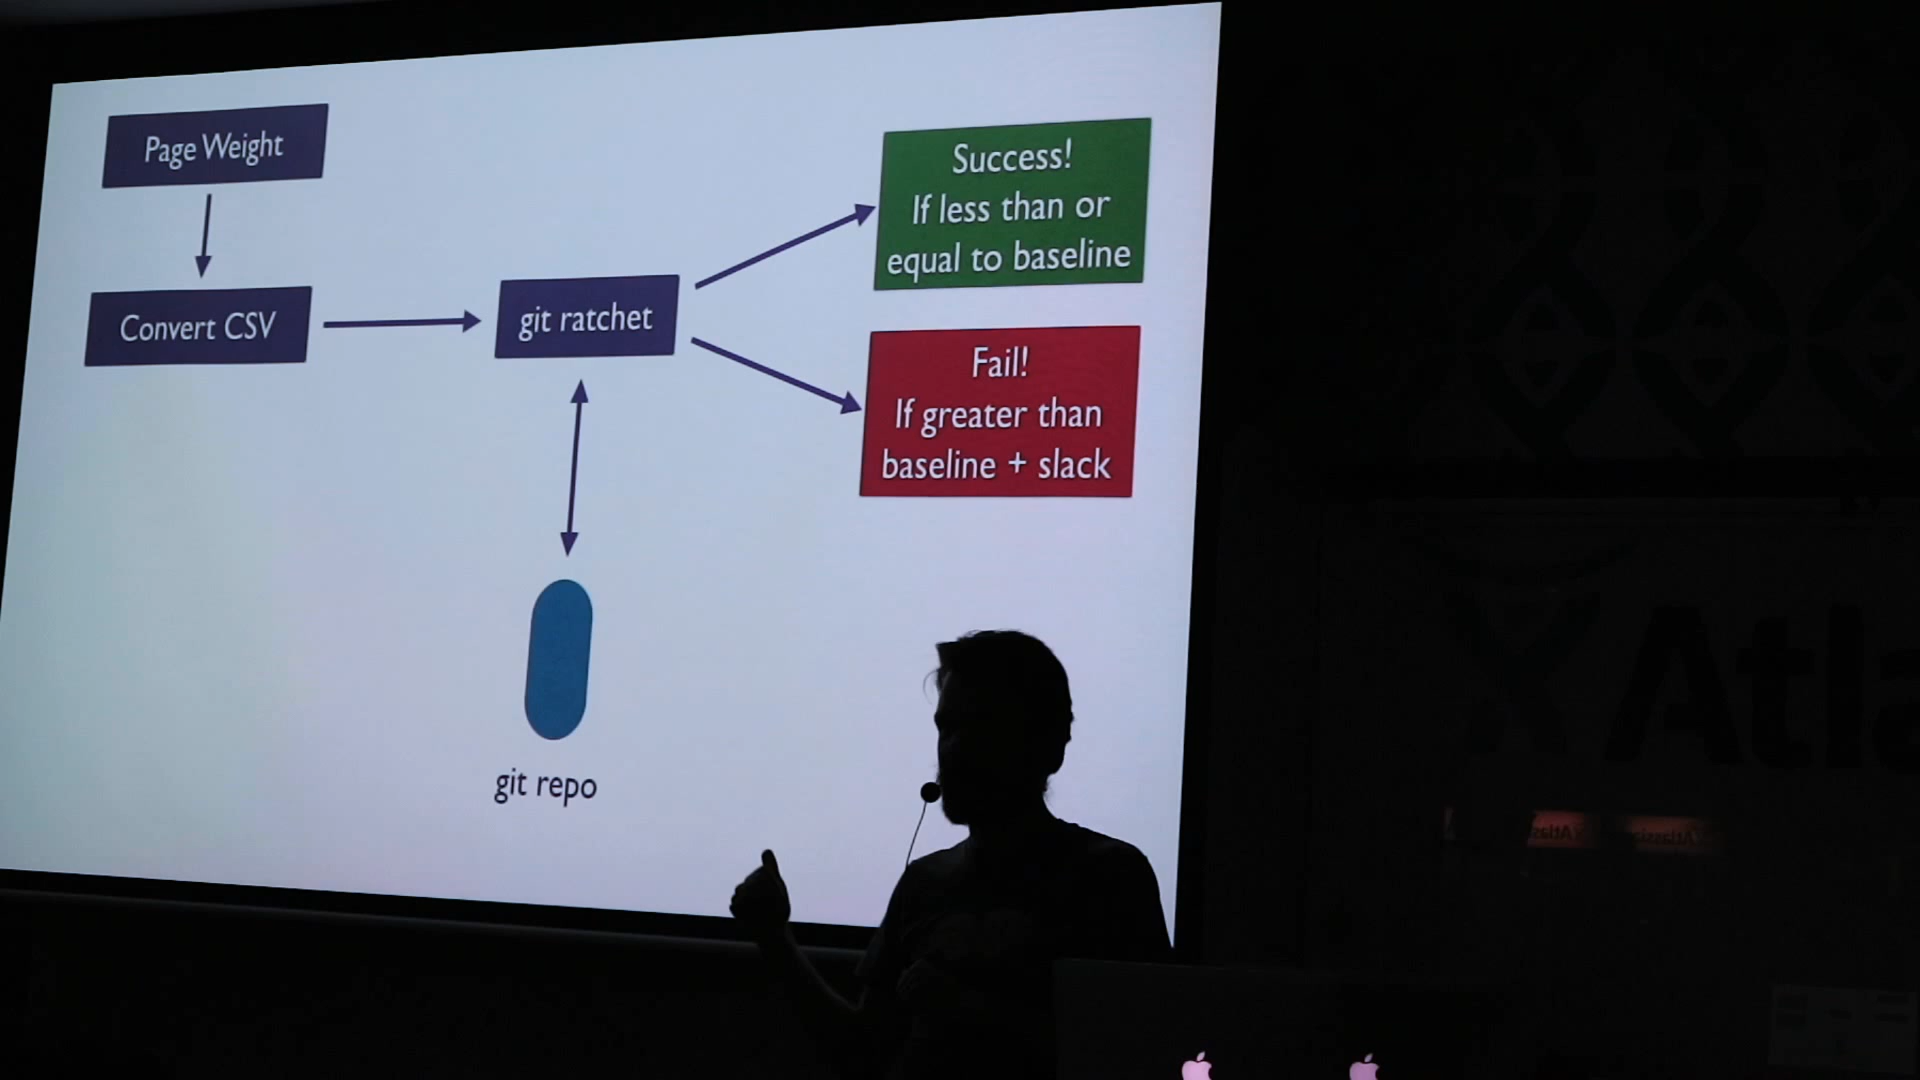 Page Weight
Convert CSV
git ratchet
Success!
If less than or
equal to baseline
Fail!
If greater than
baseline + slack
git repo
Atla